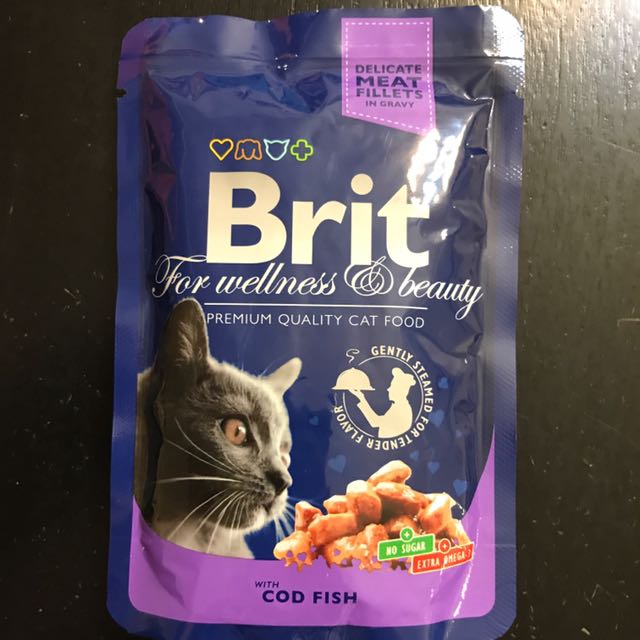 DELICATE
MEAT
FILLETS
IN GRAVY
Brit
For wellness & beauty
PREMIUM QUALITY CAT FOOD
GENTLY STEAMED FOR TENDER FLAVOR
NO SUGAR
EXTRA OMEGA-3
WITH
COD FISH